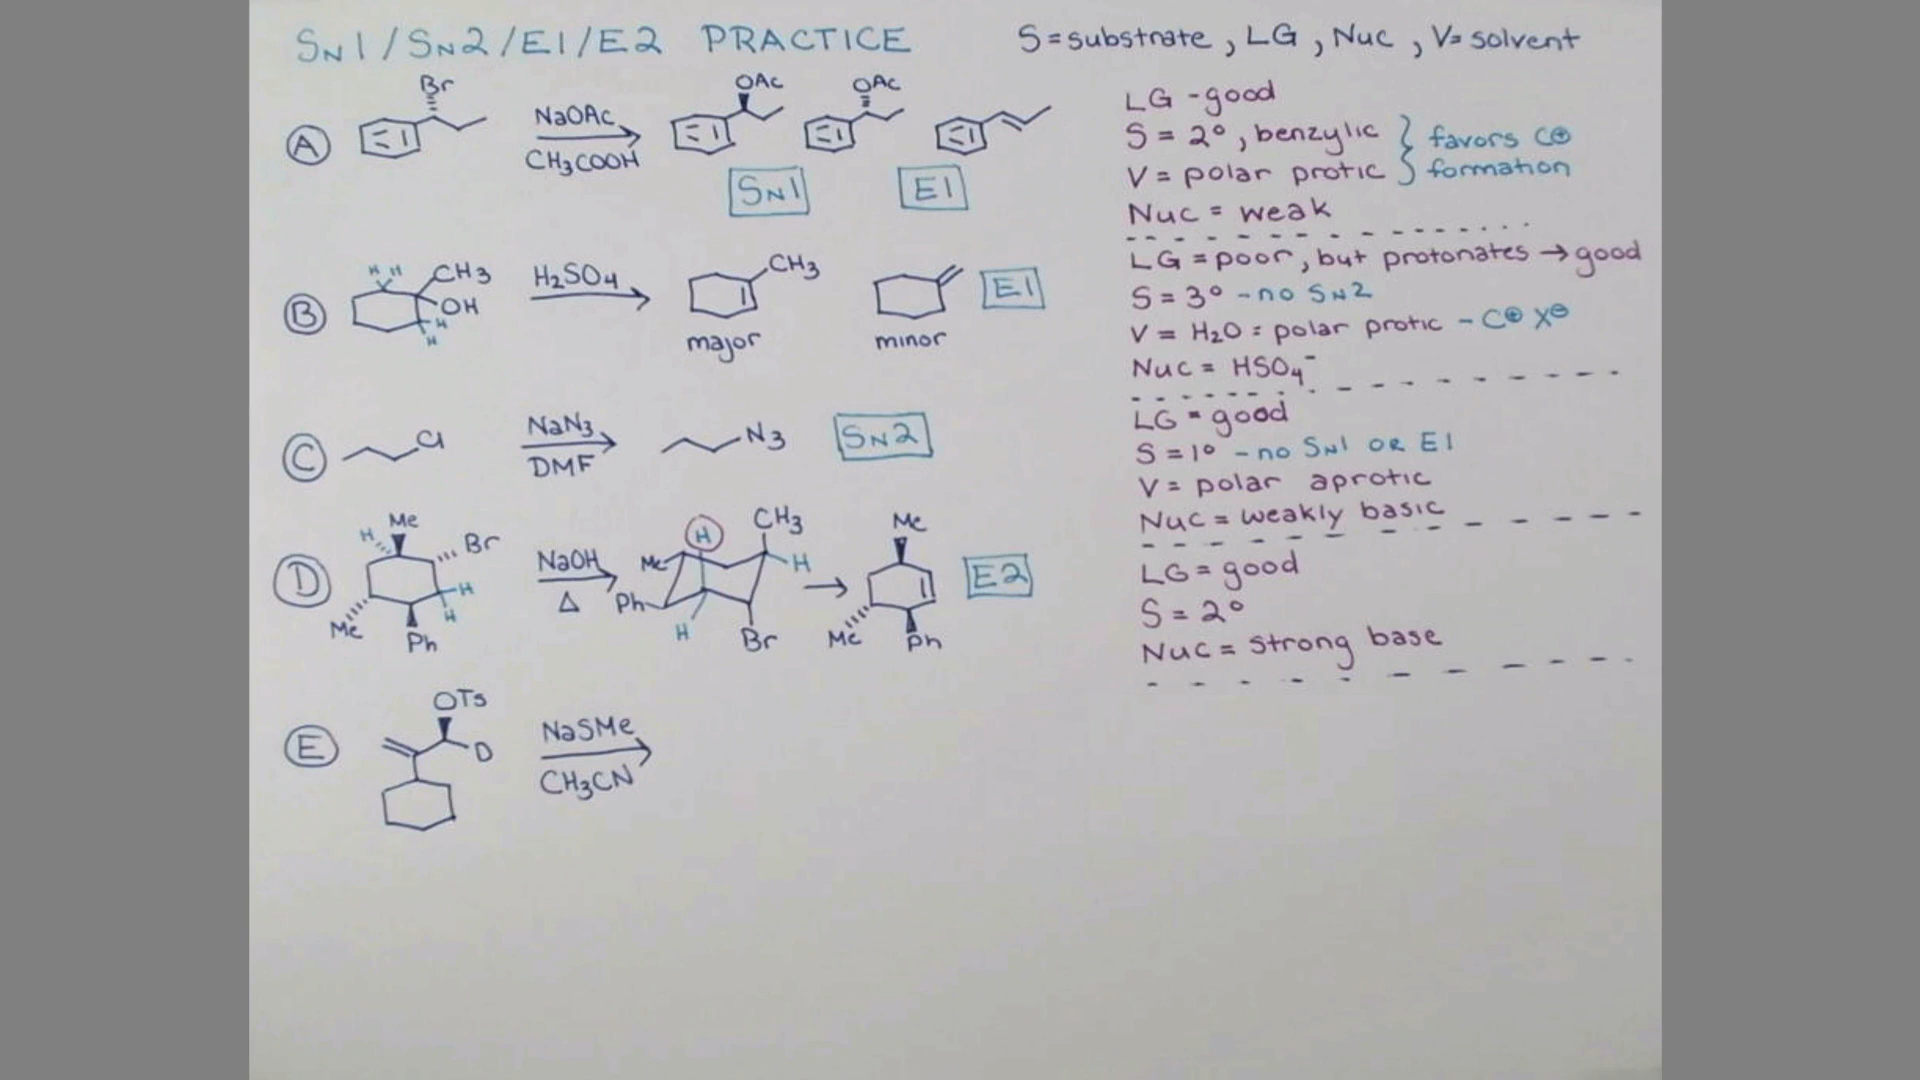 SN1/SN2/E1/E2 PRACTICE
S=substrate, LG, Nuc, V=solvent
A
Br
NaOAc
CH3COOH
OAc
OAc
SN1
E1
LG - good
S = 2°, benzylic } favors C⊕
V = polar protic } formation
Nuc = weak
B
H H
CH3
OH
H
H
H2SO4
CH3
major
minor
E1
LG = poor, but protonates → good
S = 3° - no SN2
V = H2O = polar protic - C⊕ X⊖
Nuc = HSO4⁻
C
Cl
NaN3
DMF
N3
SN2
LG = good
S = 1° - no SN1 OR E1
V = polar aprotic
Nuc = weakly basic
D
H
Me
Br
H
H
Me
Ph
NaOH
Δ
H
CH3
Me
H
Ph
H
Br
Me
Me
Ph
E2
LG = good
S = 2°
Nuc = strong base
E
OTs
D
NaSMe
CH3CN